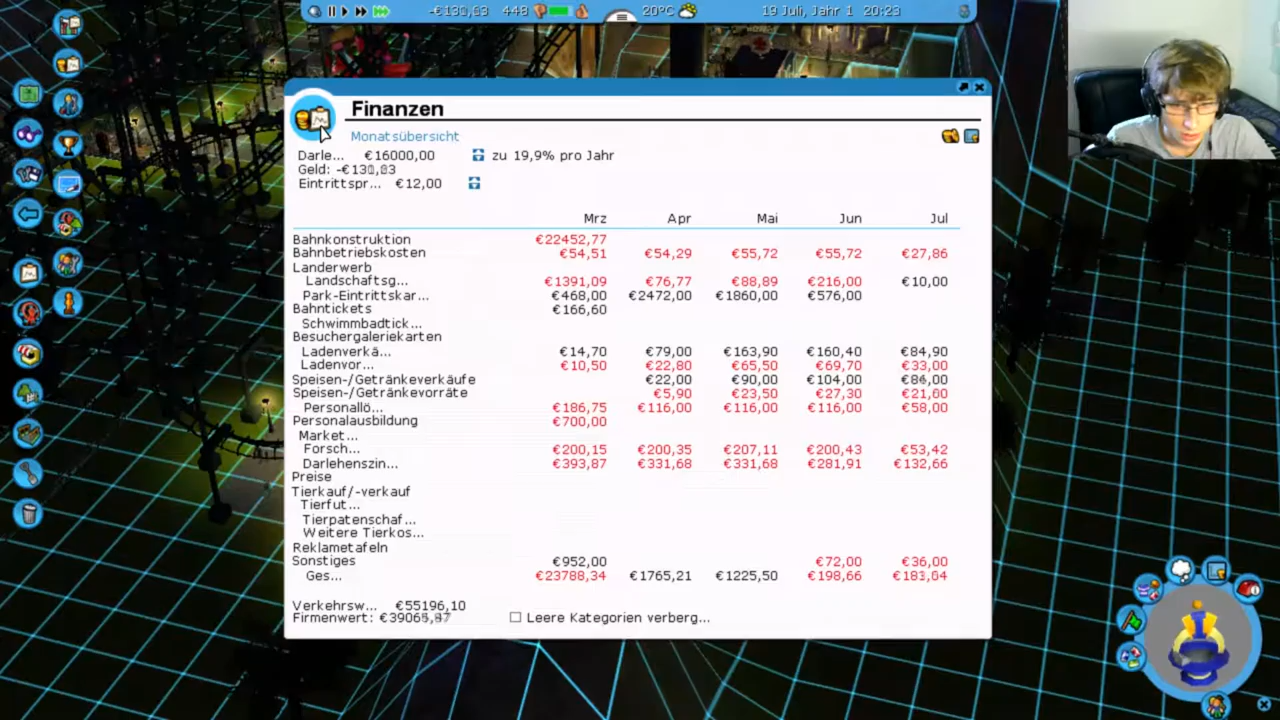 -€130,63 448 20°C 19 Juli, Jahr 1 20:23
Finanzen
Monatsübersicht
Darle... €16000,00 zu 19,9% pro Jahr
Geld:
Eintrittspr... €12,00
Mrz Apr Mai Jun Jul
Bahnkonstruktion €22452,77
Bahnbetriebskosten €54,51 €54,29 €55,72 €55,72 €27,86
Landerwerb
Landschaftsg... €1391,09 €76,77 €88,89 €216,00 €10,00
Park-Eintrittskar... €468,00 €2472,00 €1860,00 €576,00
Bahntickets €166,60
Schwimmbadtick...
Besuchergaleriekarten
Ladenverkä... €14,70 €79,00 €163,90 €160,40 €84,90
Ladenvor... €10,50 €22,80 €65,50 €69,70 €33,00
Speisen-/Getränkeverkäufe €22,00 €90,00 €104,00 €86,00
Speisen-/Getränkevorräte €5,90 €23,50 €27,30 €21,60
Personallö... €186,75 €116,00 €116,00 €116,00 €58,00
Personalausbildung €700,00
Market...
Forsch... €200,15 €200,35 €207,11 €200,43 €53,42
Darlehenszin... €393,87 €331,68 €331,68 €281,91 €132,66
Preise
Tierkauf/-verkauf
Tierfut...
Tierpatenschaf...
Weitere Tierkos...
Reklametafeln
Sonstiges €952,00 €72,00 €36,00
Ges... €23788,34 €1765,21 €1225,50 €198,66
Verkehrsw... €55196,10
Firmenwert:
Leere Kategorien verberg...